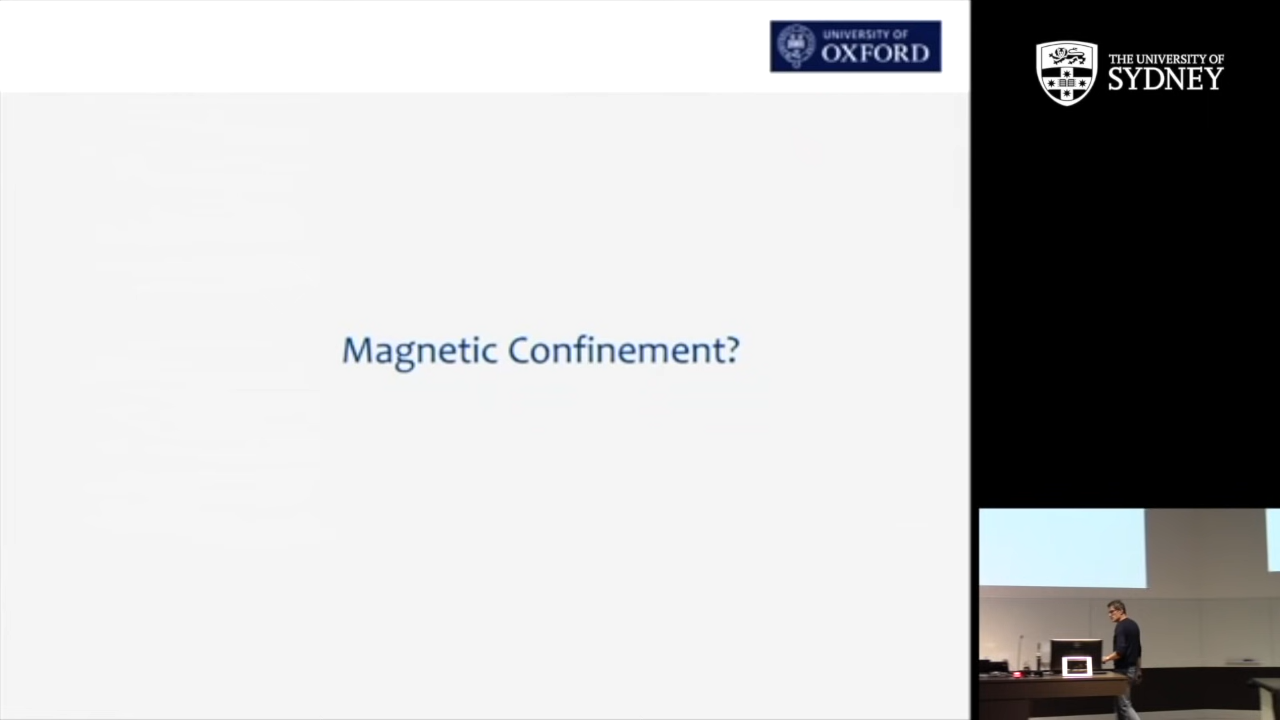 UNIVERSITY OF
OXFORD
THE UNIVERSITY OF
SYDNEY
Magnetic Confinement?